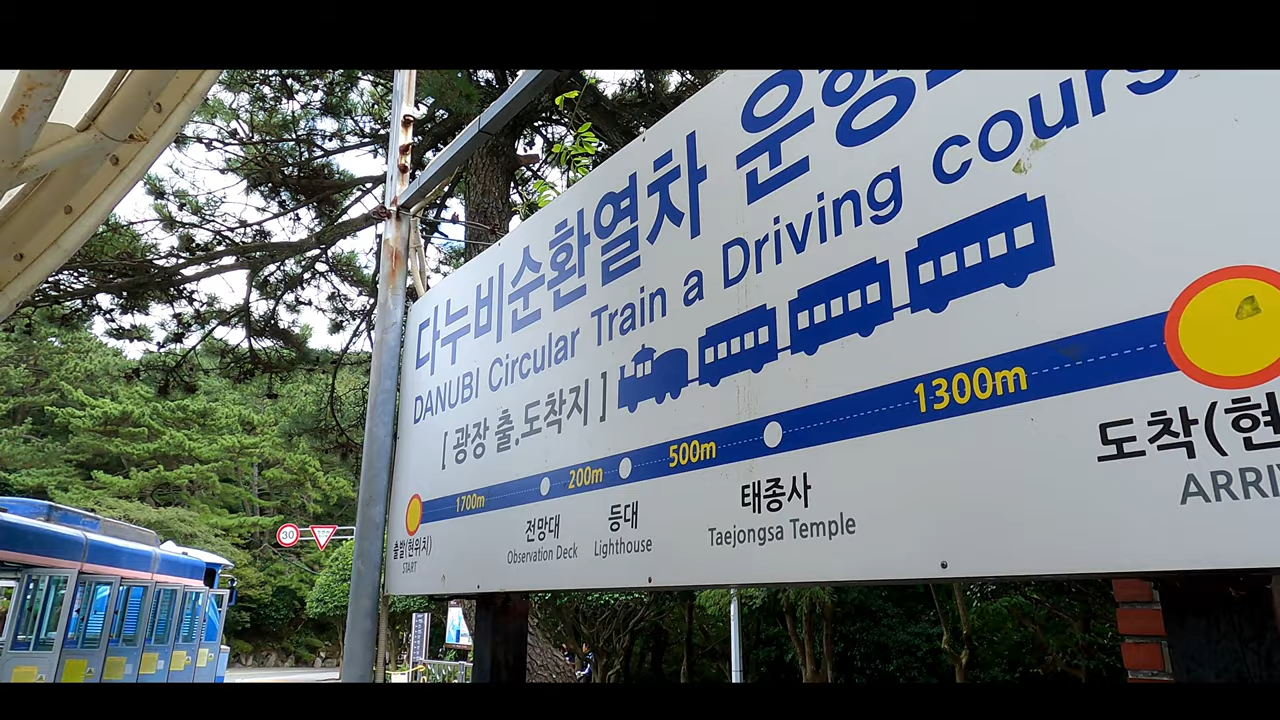 다누비순환열차 운행
DANUBI Circular Train a Driving cours
[ 광장 출,도착지 ]
1700m
200m
500m
1300m
출발(현위치)
START
전망대
Observation Deck
등대
Lighthouse
태종사
Taejongsa Temple
도착(현
ARRI
30